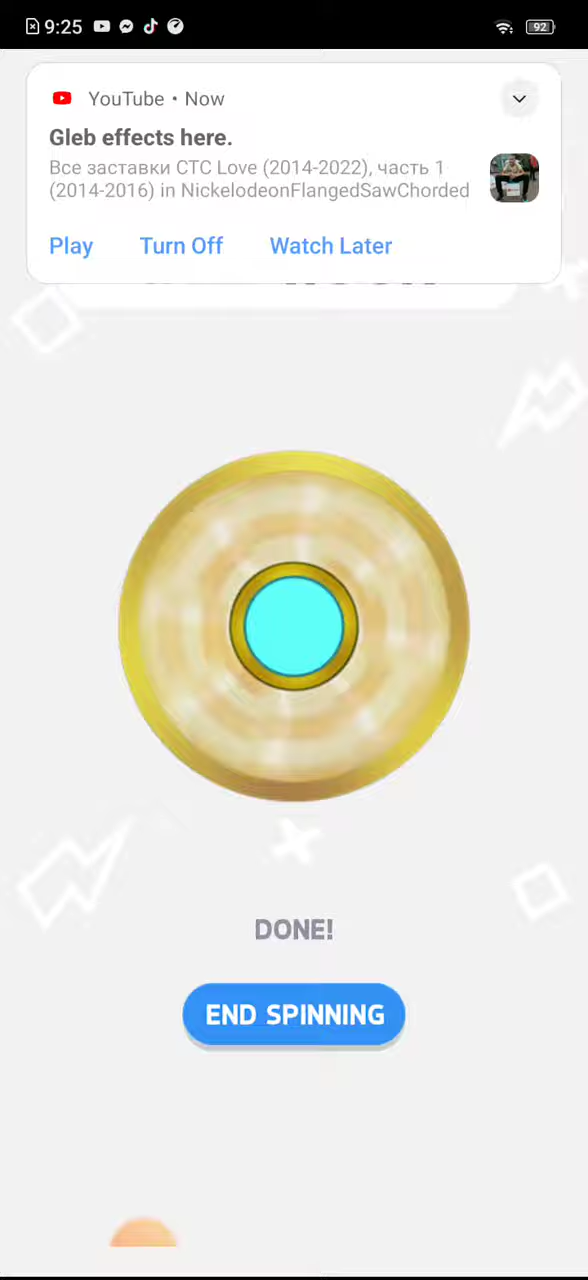 9:25
92
YouTube • Now
Gleb effects here.
Все заставки СТС Love (2014-2022), часть 1
(2014-2016) in NickelodeonFlangedSawChorded
Play Turn Off Watch Later
DONE!
END SPINNING